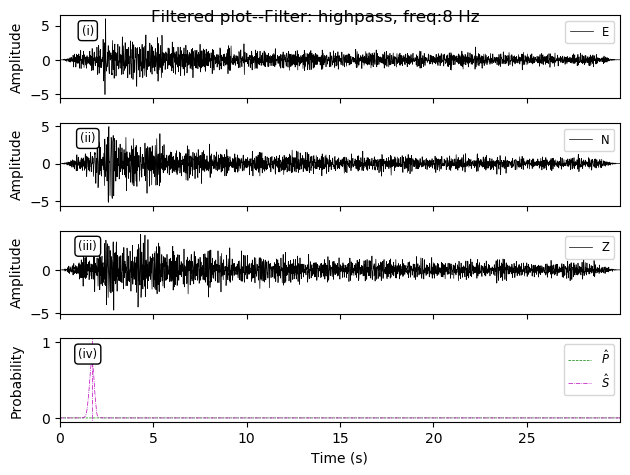 Filtered plot--Filter: highpass, freq:8 Hz
(i)
E
5
0
−5
Amplitude
(ii)
N
5
0
−5
Amplitude
(iii)
Z
0
−5
Amplitude
(iv)
P̂
Ŝ
1
0
Probability
0 5 10 15 20 25
Time (s)